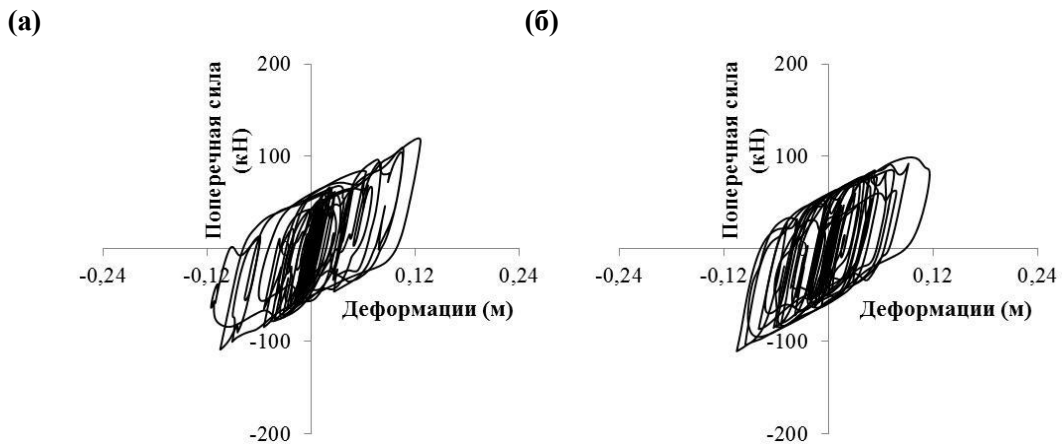 (а)
(б)
200
100
-100
-200
-0,24
-0,12
0,12
0,24
Поперечная сила
(кН)
Деформации (м)
200
100
-100
-200
-0,24
-0,12
0,12
0,24
Поперечная сила
(кН)
Деформации (м)